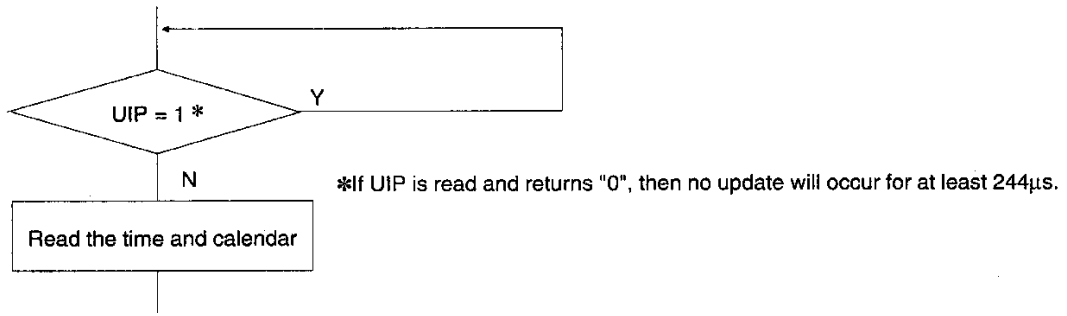 Y
UIP = 1 *
N
*If UIP is read and returns "0", then no update will occur for at least 244µs.
Read the time and calendar